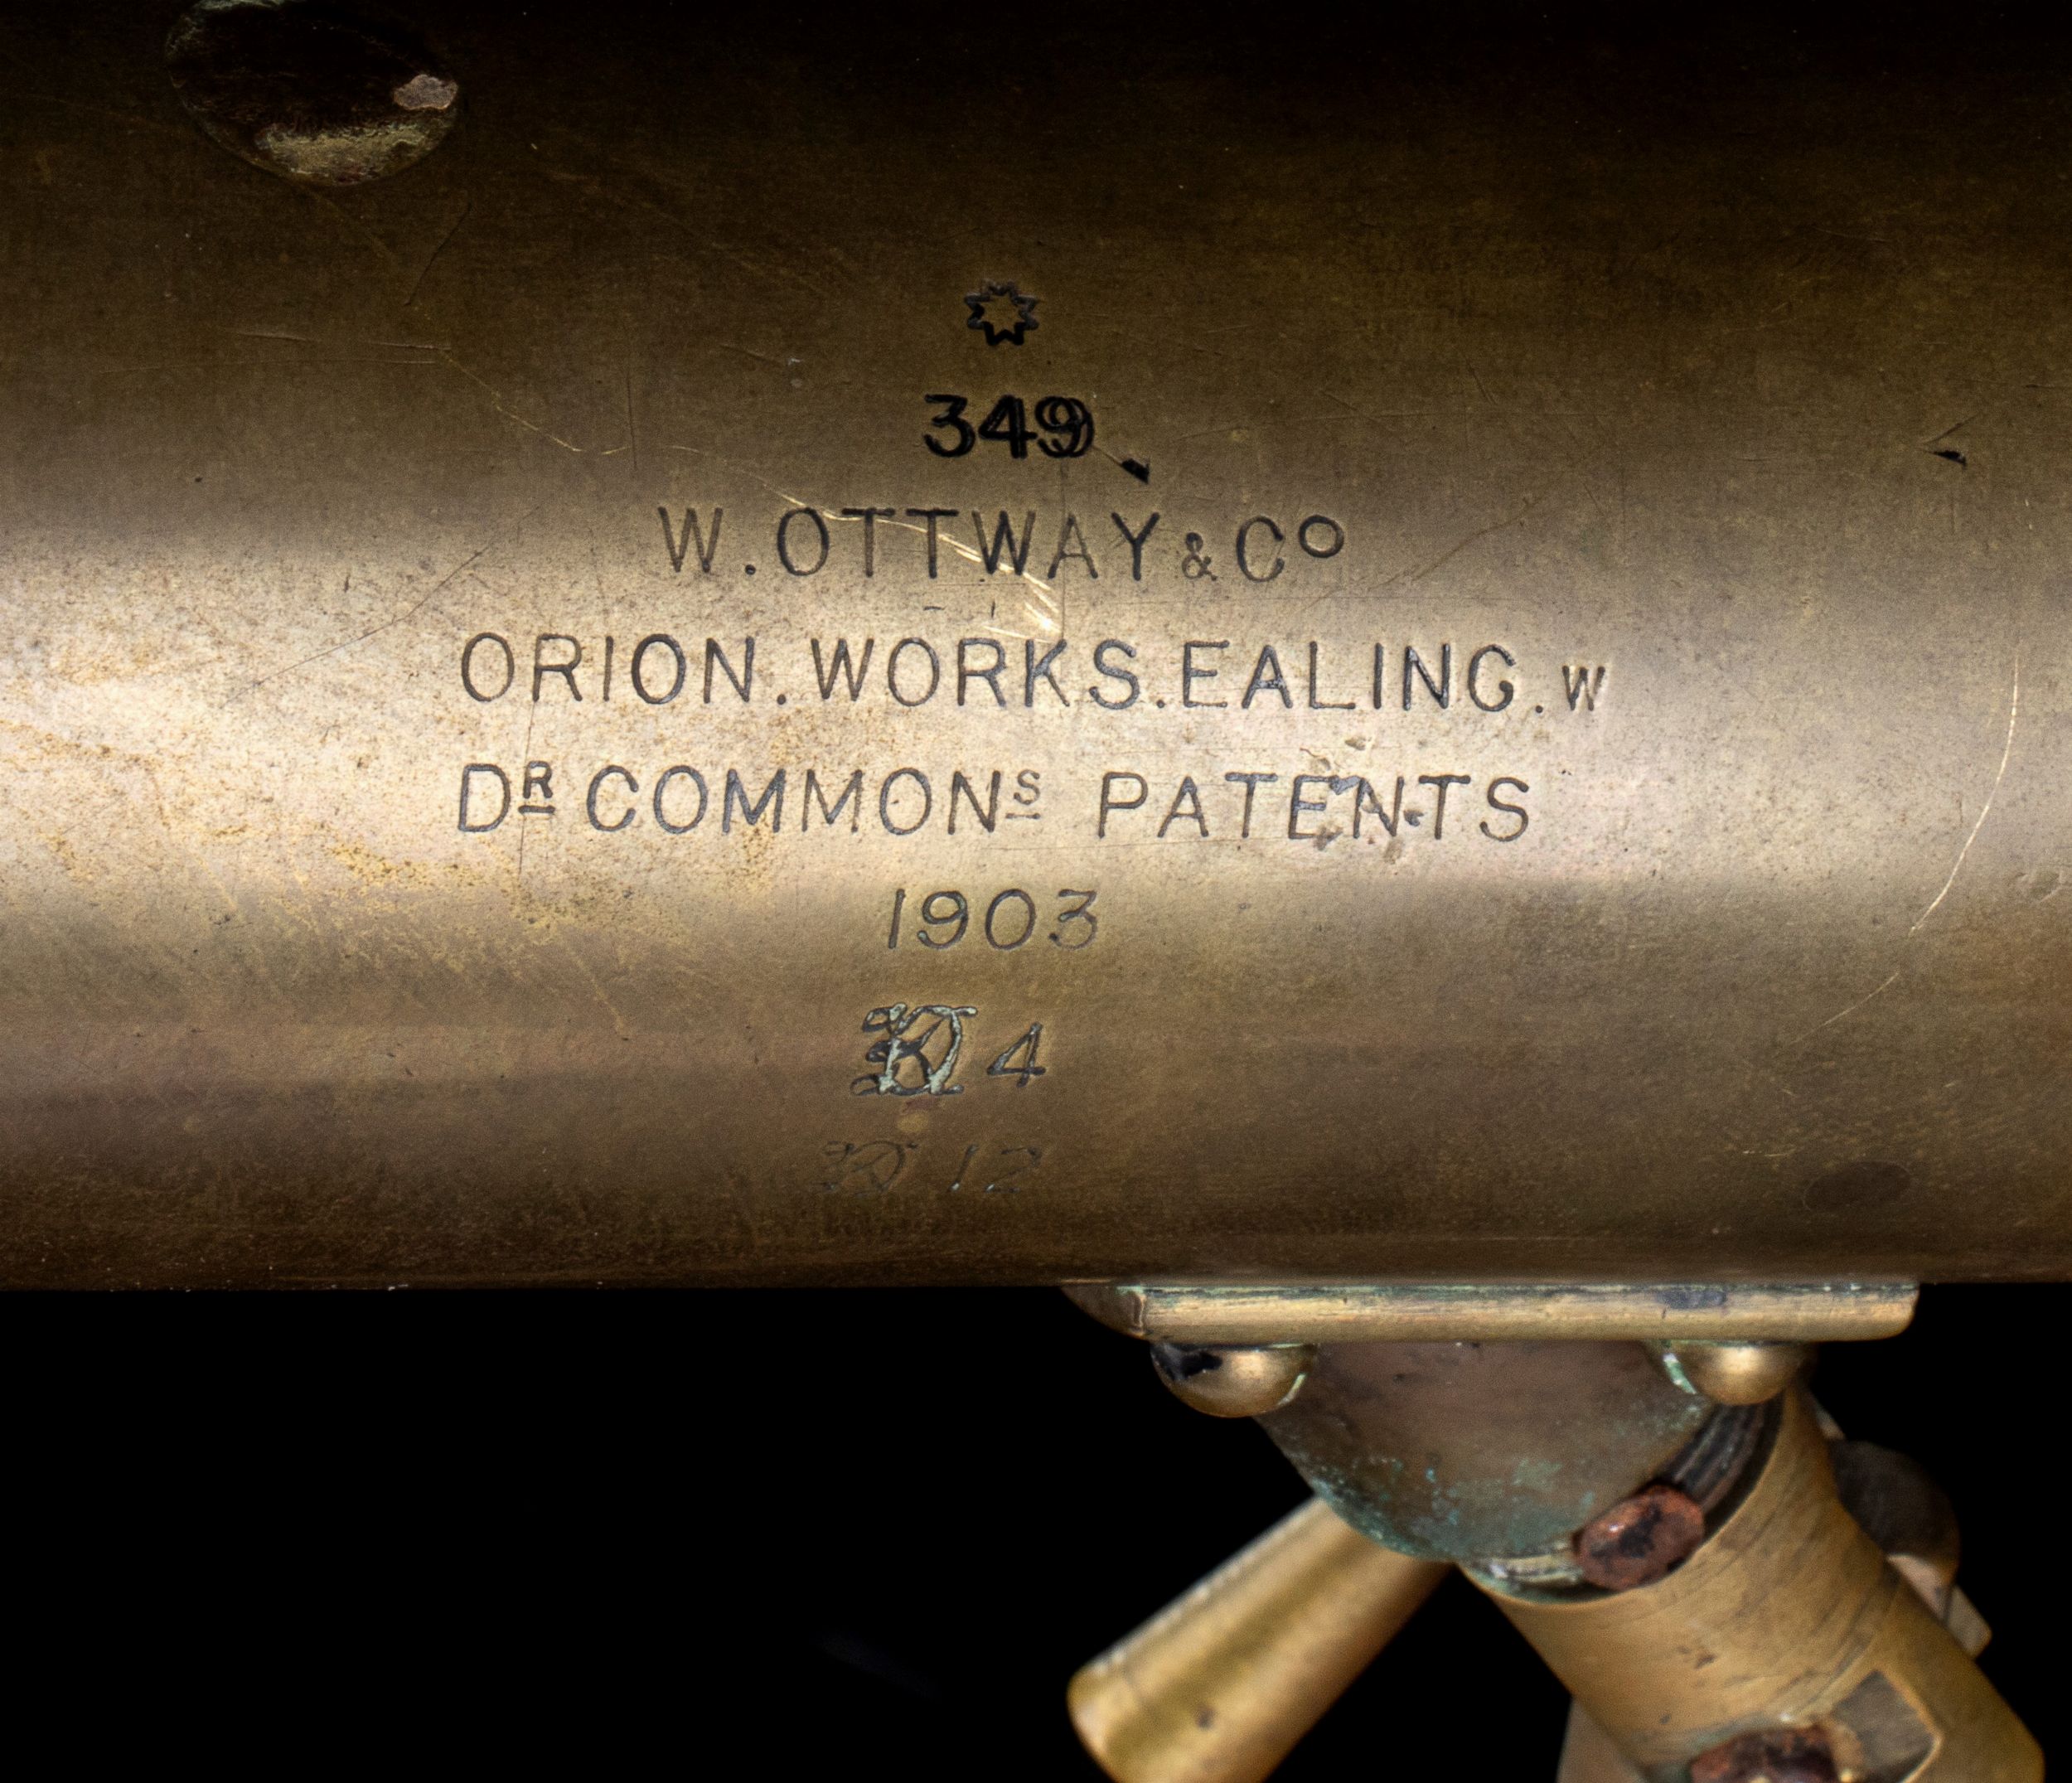 349
W.OTTWAY & Cº
ORION.WORKS.EALING.W
Dᴿ COMMONˢ PATENTS
1903
4
12